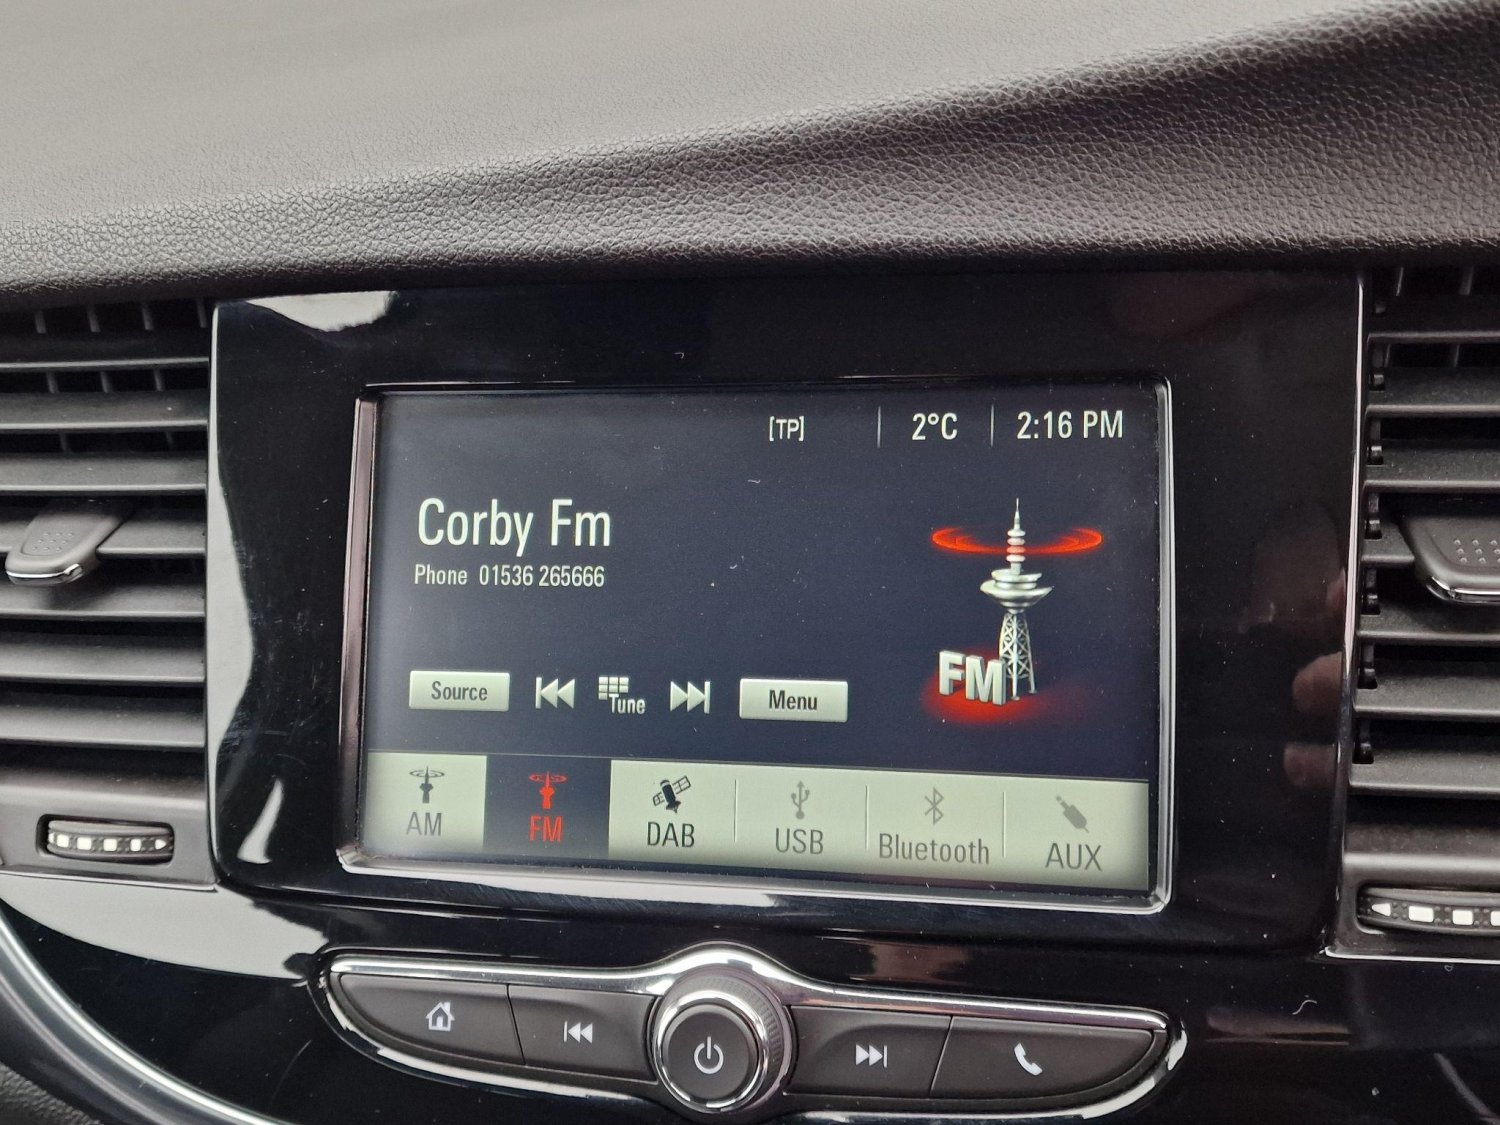 [TP] 2°C 2:16 PM
Corby Fm
Phone 01536 265666
FM
Source Tune Menu
AM FM DAB USB Bluetooth AUX